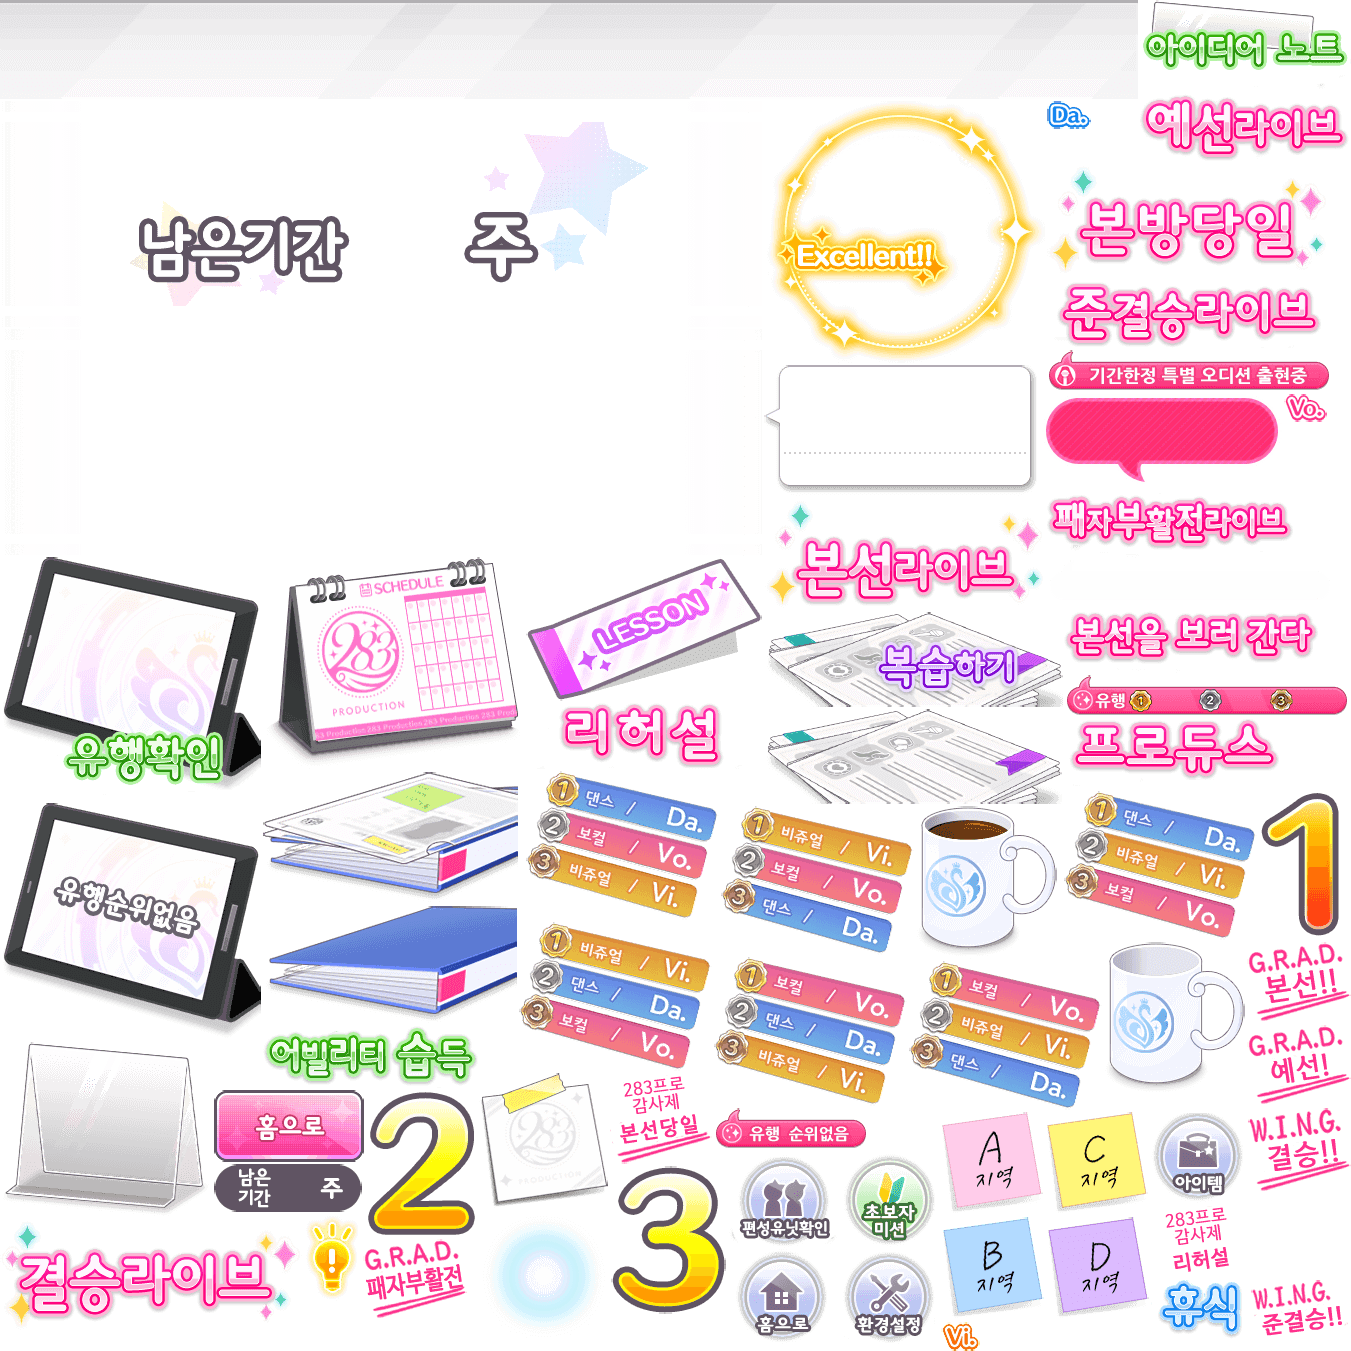 아이디어 노트
Da.
예선라이브
남은기간 주
Excellent!!
본방당일
준결승라이브
기간한정 특별 오디션 출현중
Vo.
패자부활전라이브
본선라이브
SCHEDULE
283
PRODUCTION
283 Production 283 Production 283
LESSON
복습하기
본선을 보러 간다
유행 1 2 3
유행확인
리허설
프로듀스
1 댄스 / Da.
2 보컬 / Vo.
3 비쥬얼 / Vi.
1 비쥬얼 / Vi.
2 보컬 / Vo.
3 댄스 / Da.
1 댄스 / Da.
2 비쥬얼 / Vi.
3 보컬 / Vo.
1
유행순위없음
1 비쥬얼 / Vi.
2 댄스 / Da.
3 보컬 / Vo.
1 보컬 / Vo.
2 댄스 / Da.
3 비쥬얼 / Vi.
1 보컬 / Vo.
2 비쥬얼 / Vi.
3 댄스 / Da.
G.R.A.D.
본선!!
G.R.A.D.
예선!
어빌리티 습득
홈으로
남은
기간 주
2
283
PRODUCTION
283프로
감사제
본선당일
유행 순위없음
A
지역
C
지역
아이템
W.I.N.G.
결승!!
3
편성유닛확인
초보자
미션
283프로
감사제
리허설
결승라이브
G.R.A.D.
패자부활전
홈으로
환경설정
B
지역
D
지역
휴식
W.I.N.G.
준결승!!
Vi.